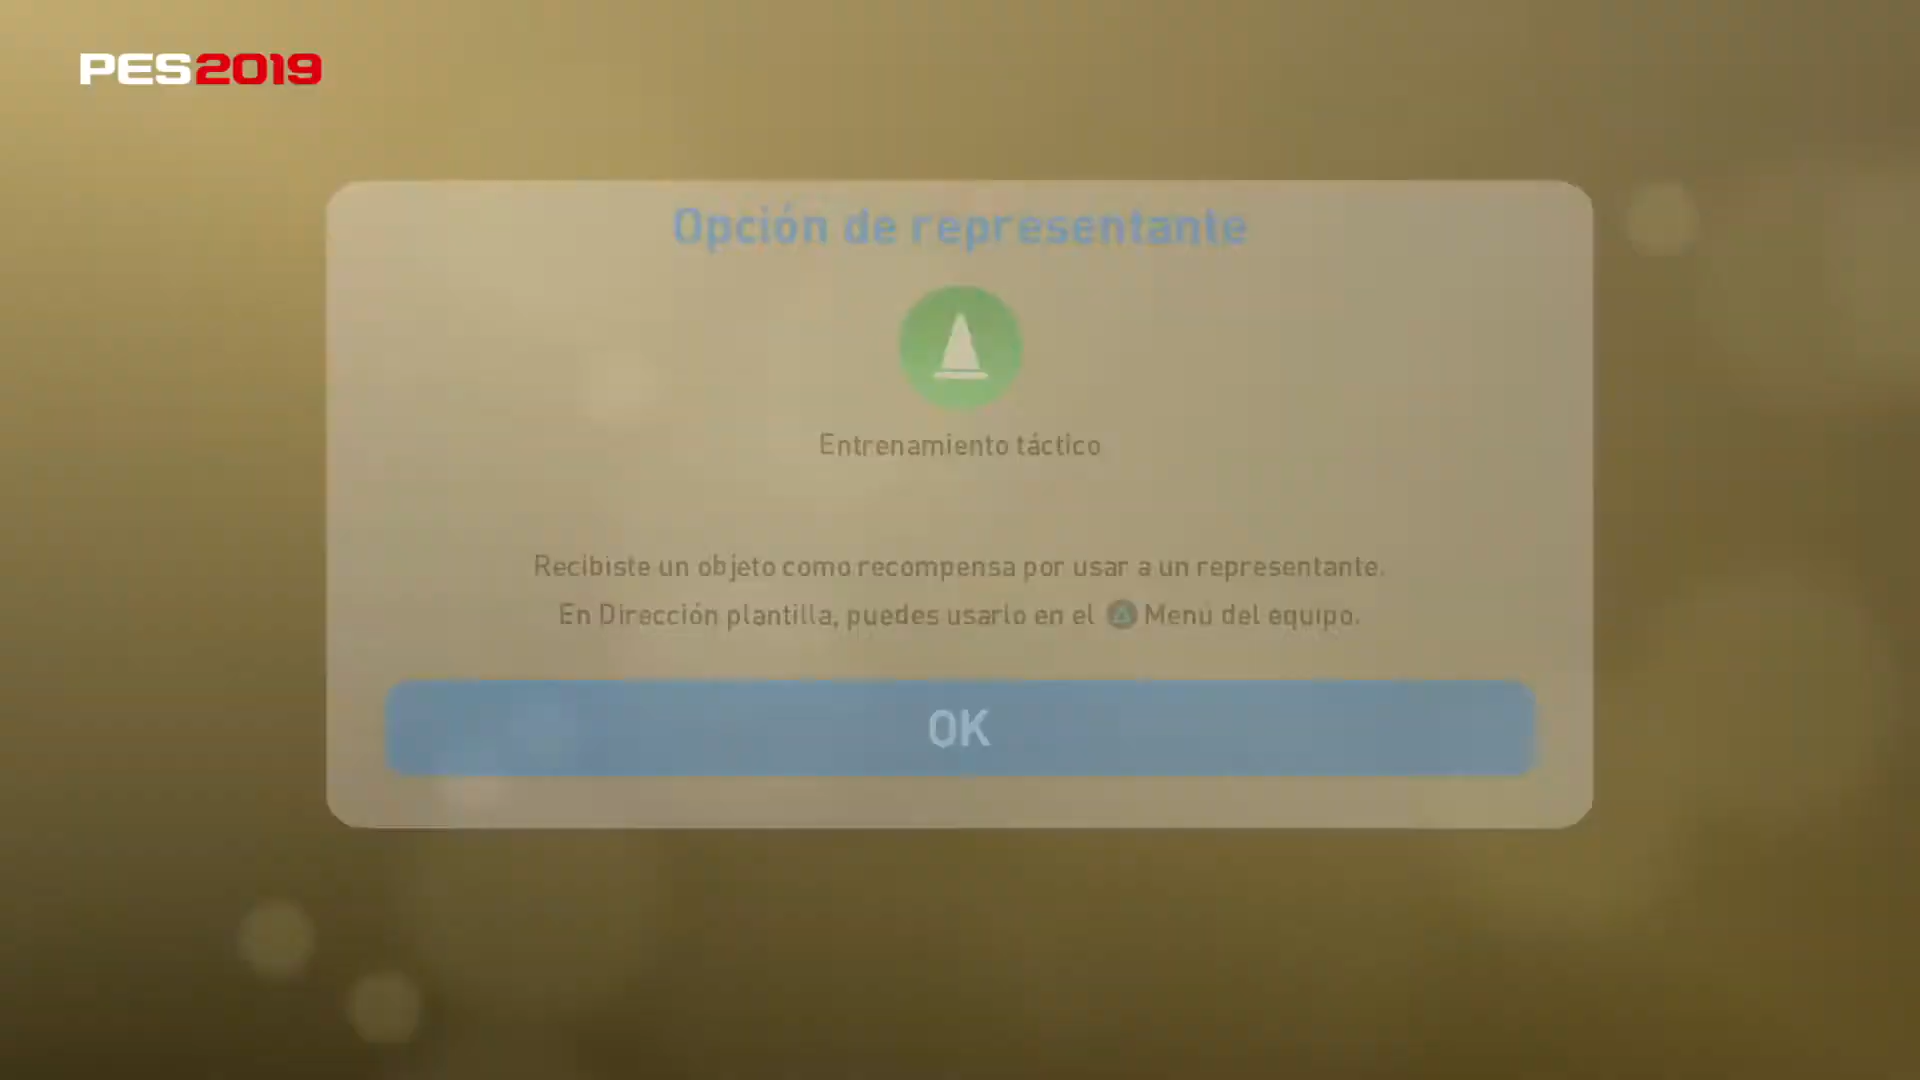 PES2019
Opción de representante
Entrenamiento táctico
Recibiste un objeto como recompensa por usar a un representante.
En Dirección plantilla, puedes usarlo en el Menú del equipo.
OK